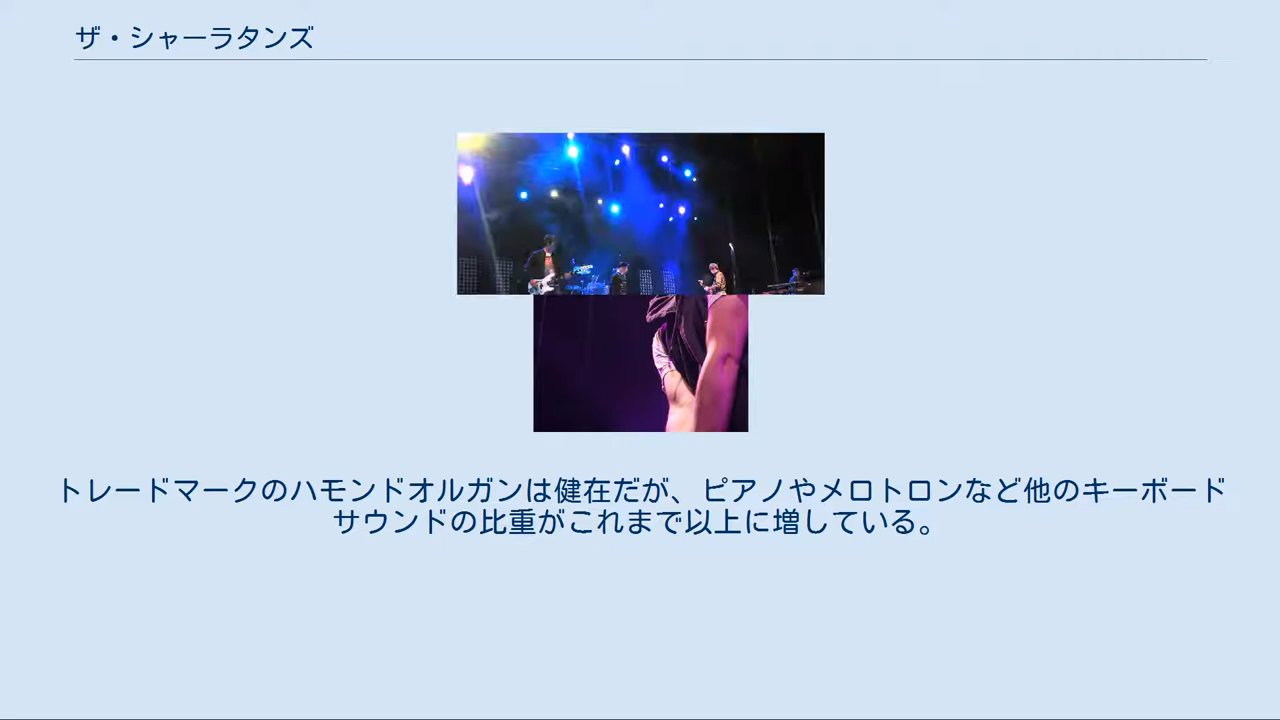 ザ・シャーラタンズ
トレードマークのハモンドオルガンは健在だが、ピアノやメロトロンなど他のキーボード
サウンドの比重がこれまで以上に増している。